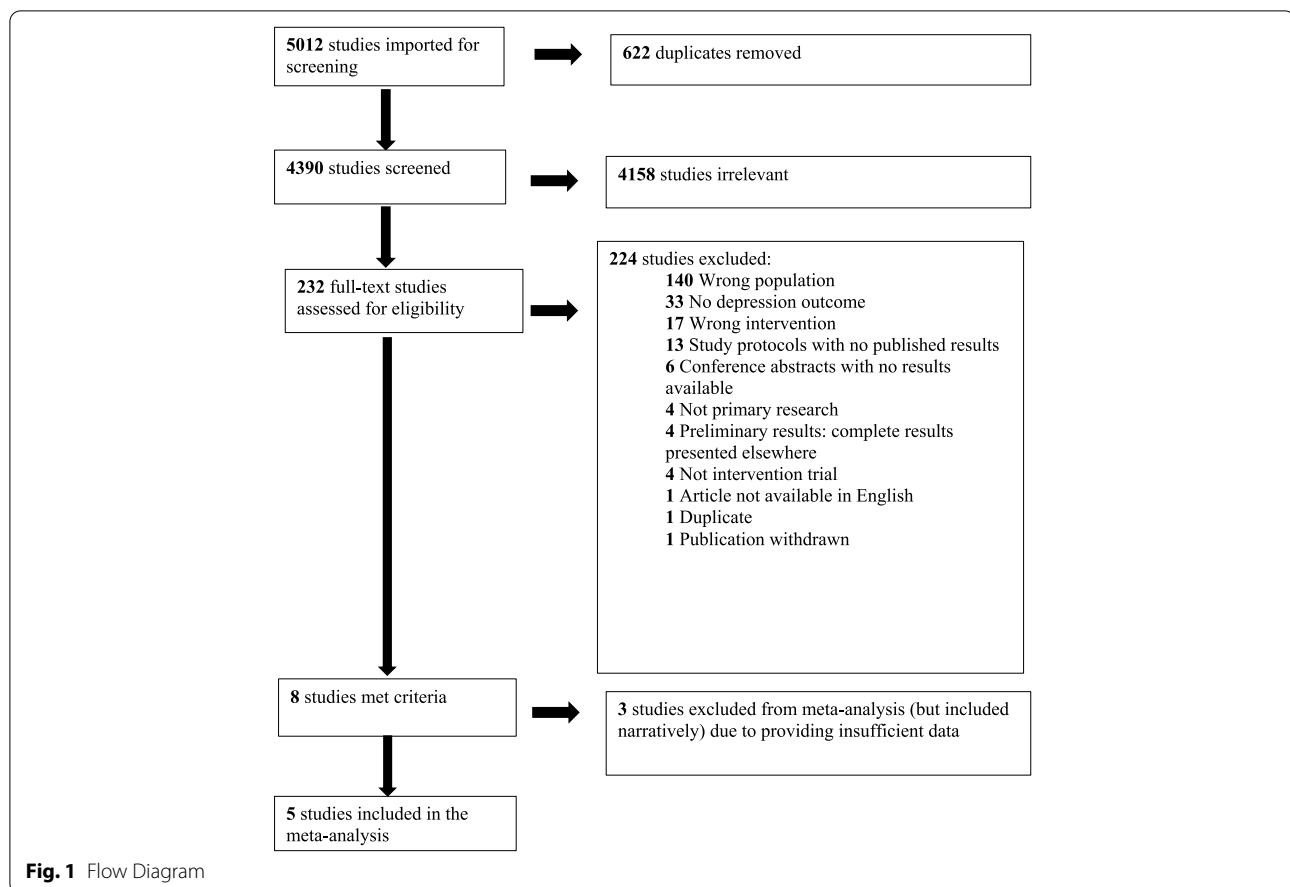 5012 studies imported for
screening
622 duplicates removed
4390 studies screened
4158 studies irrelevant
232 full-text studies
assessed for eligibility
224 studies excluded:
140 Wrong population
33 No depression outcome
17 Wrong intervention
13 Study protocols with no published results
6 Conference abstracts with no results
available
4 Not primary research
4 Preliminary results: complete results
presented elsewhere
4 Not intervention trial
1 Article not available in English
1 Duplicate
1 Publication withdrawn
8 studies met criteria
3 studies excluded from meta-analysis (but included
narratively) due to providing insufficient data
5 studies included in the
meta-analysis
Fig. 1 Flow Diagram